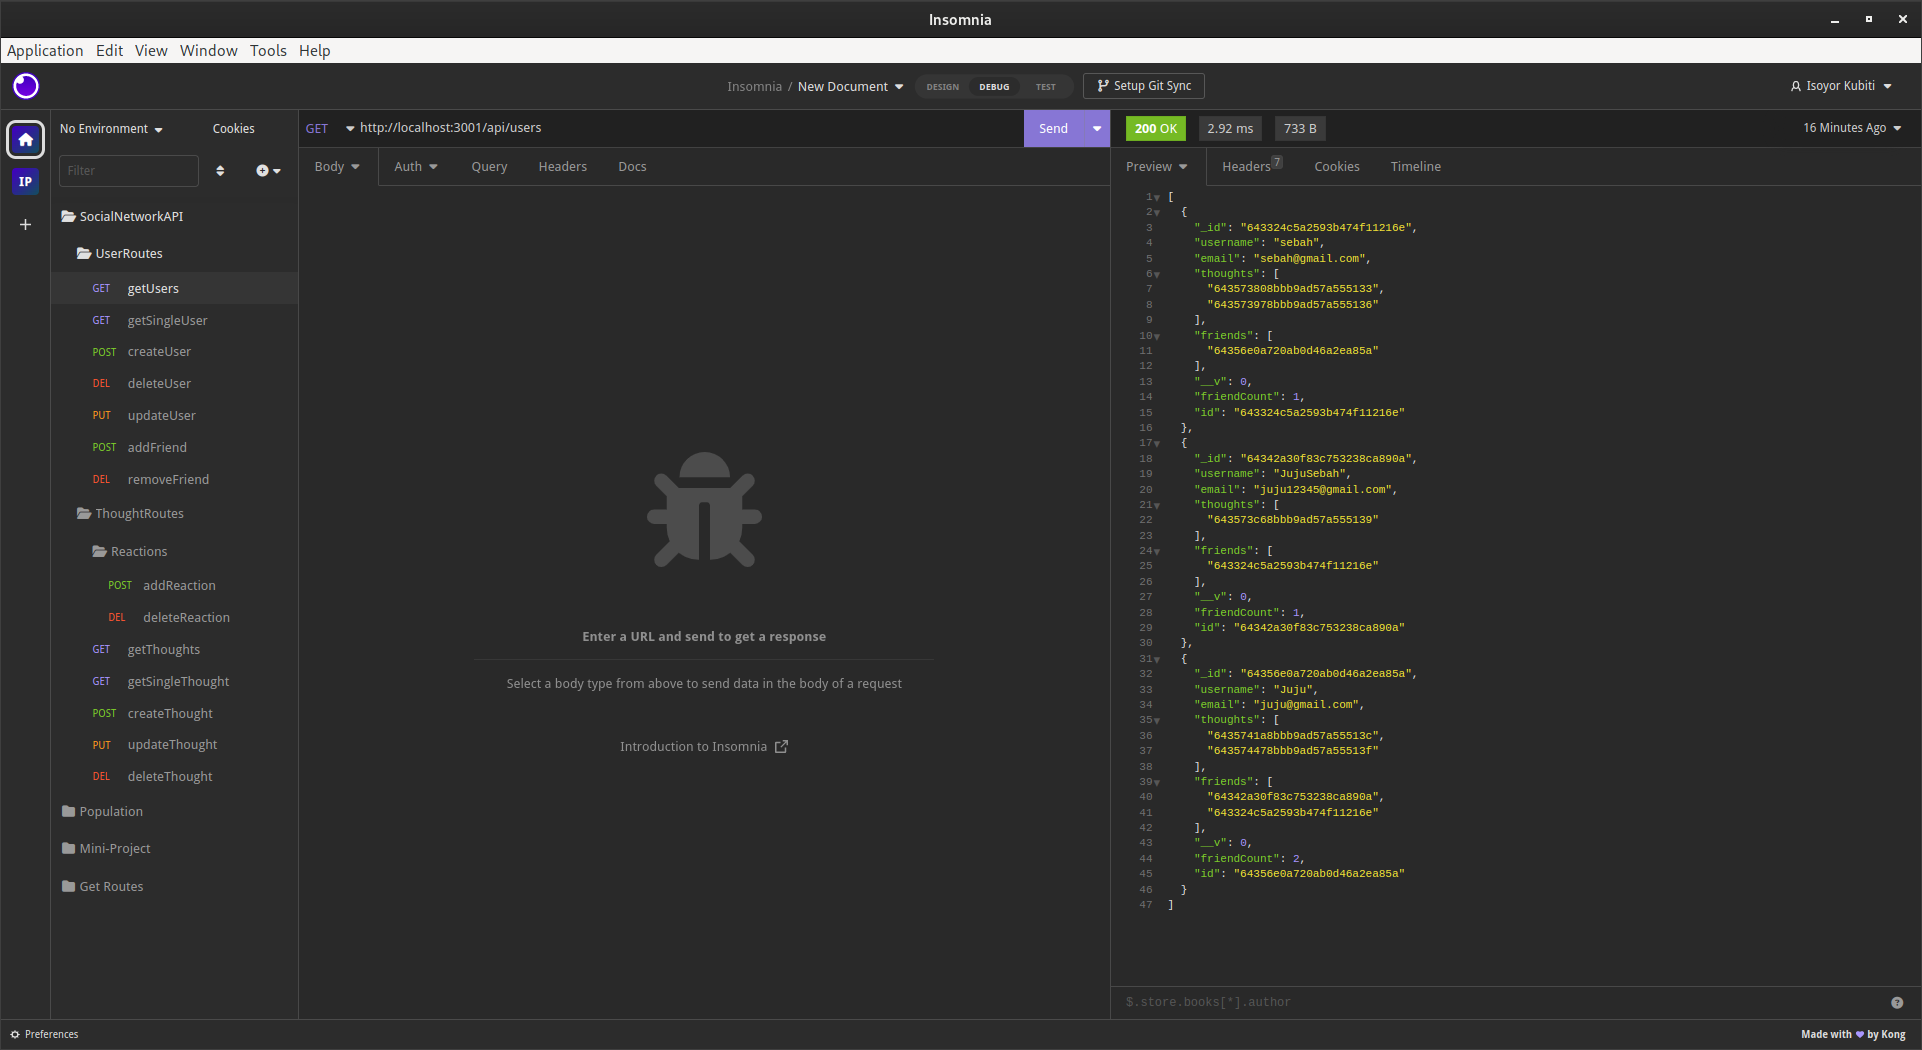 Insomnia
Application Edit View Window Tools Help
Insomnia / New Document DESIGN DEBUG TEST Setup Git Sync Isoyor Kubiti
IP
No Environment Cookies
Filter
SocialNetworkAPI
UserRoutes
GET getUsers
GET getSingleUser
POST createUser
DEL deleteUser
PUT updateUser
POST addFriend
DEL removeFriend
ThoughtRoutes
Reactions
POST addReaction
DEL deleteReaction
GET getThoughts
GET getSingleThought
POST createThought
PUT updateThought
DEL deleteThought
Population
Mini-Project
Get Routes
GET http://localhost:3001/api/users Send
Body Auth Query Headers Docs
Enter a URL and send to get a response
Select a body type from above to send data in the body of a request
Introduction to Insomnia
200 OK 2.92 ms 733 B 16 Minutes Ago
Preview Headers 7 Cookies Timeline
1 [
2 {
3 "_id": "643324c5a2593b474f11216e",
4 "username": "sebah",
5 "email": "sebah@gmail.com",
6 "thoughts": [
7 "643573808bbb9ad57a555133",
8 "643573978bbb9ad57a555136"
9 ],
10 "friends": [
11 "64356e0a720ab0d46a2ea85a"
12 ],
13 "__v": 0,
14 "friendCount": 1,
15 "id": "643324c5a2593b474f11216e"
16 },
17 {
18 "_id": "64342a30f83c753238ca890a",
19 "username": "JujuSebah",
20 "email": "juju12345@gmail.com",
21 "thoughts": [
22 "643573c68bbb9ad57a555139"
23 ],
24 "friends": [
25 "643324c5a2593b474f11216e"
26 ],
27 "__v": 0,
28 "friendCount": 1,
29 "id": "64342a30f83c753238ca890a"
30 },
31 {
32 "_id": "64356e0a720ab0d46a2ea85a",
33 "username": "Juju",
34 "email": "juju@gmail.com",
35 "thoughts": [
36 "6435741a8bbb9ad57a55513c",
37 "643574478bbb9ad57a55513f"
38 ],
39 "friends": [
40 "64342a30f83c753238ca890a",
41 "643324c5a2593b474f11216e"
42 ],
43 "__v": 0,
44 "friendCount": 2,
45 "id": "64356e0a720ab0d46a2ea85a"
46 }
47 ]
$.store.books[*].author
Preferences
Made with ♥ by Kong